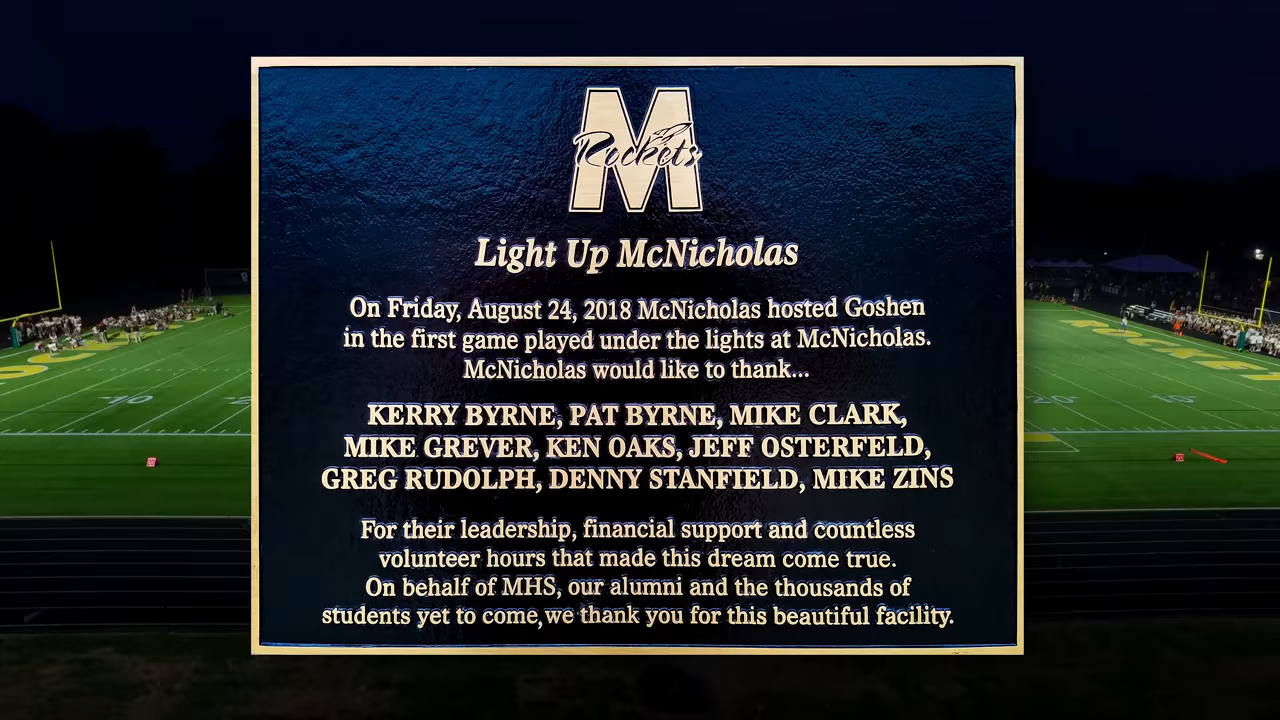 M
Rockets
Light Up McNicholas
On Friday, August 24, 2018 McNicholas hosted Goshen
in the first game played under the lights at McNicholas.
McNicholas would like to thank...
KERRY BYRNE, PAT BYRNE, MIKE CLARK,
MIKE GREVER, KEN OAKS, JEFF OSTERFELD,
GREG RUDOLPH, DENNY STANFIELD, MIKE ZINS
For their leadership, financial support and countless
volunteer hours that made this dream come true.
On behalf of MHS, our alumni and the thousands of
students yet to come,we thank you for this beautiful facility.
10
20
10